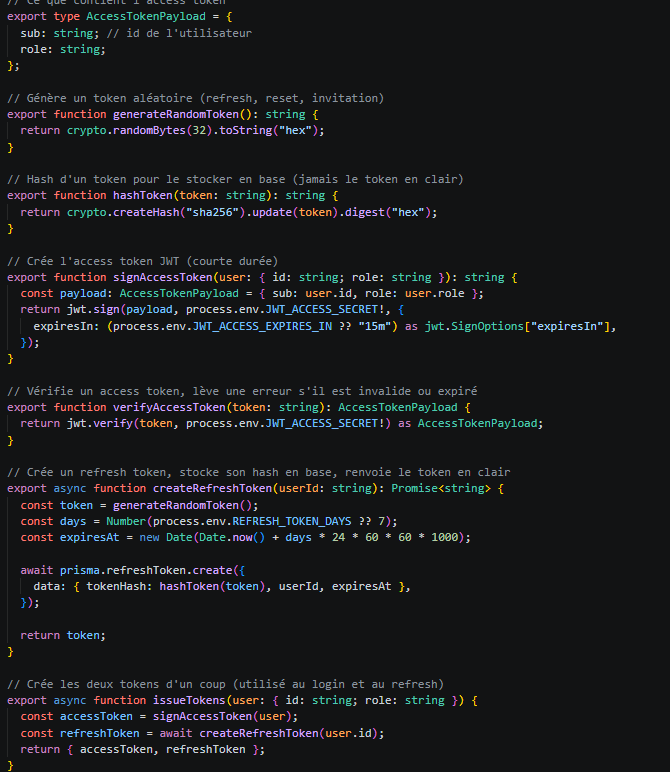 // Ce que contient l'access token
export type AccessTokenPayload = {
  sub: string; // id de l'utilisateur
  role: string;
};

// Génère un token aléatoire (refresh, reset, invitation)
export function generateRandomToken(): string {
  return crypto.randomBytes(32).toString("hex");
}

// Hash d'un token pour le stocker en base (jamais le token en clair)
export function hashToken(token: string): string {
  return crypto.createHash("sha256").update(token).digest("hex");
}

// Crée l'access token JWT (courte durée)
export function signAccessToken(user: { id: string; role: string }): string {
  const payload: AccessTokenPayload = { sub: user.id, role: user.role };
  return jwt.sign(payload, process.env.JWT_ACCESS_SECRET!, {
    expiresIn: (process.env.JWT_ACCESS_EXPIRES_IN ?? "15m") as jwt.SignOptions["expiresIn"],
  });
}

// Vérifie un access token, lève une erreur s'il est invalide ou expiré
export function verifyAccessToken(token: string): AccessTokenPayload {
  return jwt.verify(token, process.env.JWT_ACCESS_SECRET!) as AccessTokenPayload;
}

// Crée un refresh token, stocke son hash en base, renvoie le token en clair
export async function createRefreshToken(userId: string): Promise<string> {
  const token = generateRandomToken();
  const days = Number(process.env.REFRESH_TOKEN_DAYS ?? 7);
  const expiresAt = new Date(Date.now() + days * 24 * 60 * 60 * 1000);

  await prisma.refreshToken.create({
    data: { tokenHash: hashToken(token), userId, expiresAt },
  });

  return token;
}

// Crée les deux tokens d'un coup (utilisé au login et au refresh)
export async function issueTokens(user: { id: string; role: string }) {
  const accessToken = signAccessToken(user);
  const refreshToken = await createRefreshToken(user.id);
  return { accessToken, refreshToken };
}